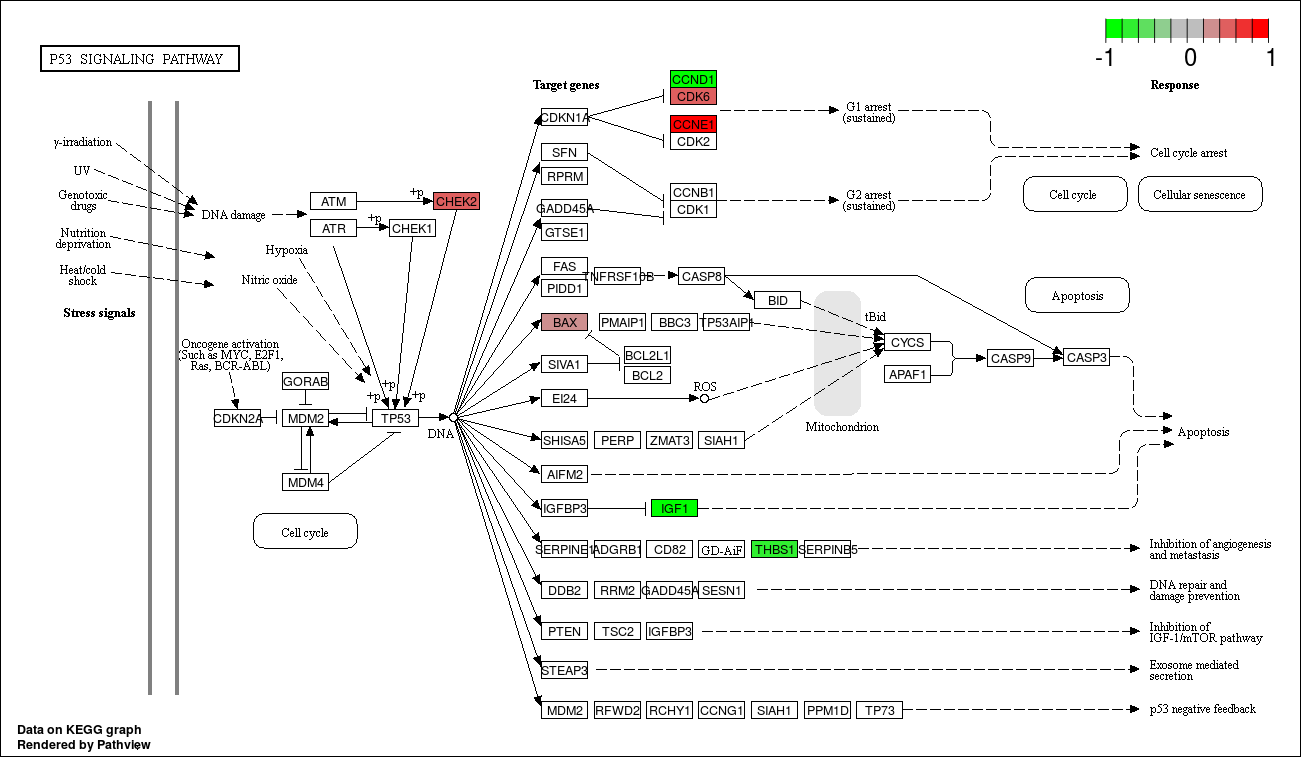 P53 SIGNALING PATHWAY
-1 0 1
Target genes
Response
CCND1
CDK6
CDKN1A
G1 arrest
(sustained)
CCNE1
CDK2
γ-irradiation
UV
Genotoxic
drugs
Nutrition
deprivation
Heat/cold
shock
Stress signals
DNA damage
ATM
+p
CHEK2
ATR
+p
CHEK1
Hypoxia
Nitric oxide
SFN
RPRM
CCNB1
CDK1
GADD45A
GTSE1
G2 arrest
(sustained)
Cell cycle arrest
Cell cycle
Cellular senescence
FAS
PIDD1
TNFRSF10B
CASP8
BID
tBid
Apoptosis
BAX
PMAIP1
BBC3
TP53AIP1
CYCS
CASP9
CASP3
APAF1
SIVA1
BCL2L1
BCL2
Oncogene activation
(Such as MYC, E2F1,
Ras, BCR-ABL)
GORAB
+p
+p
+p
CDKN2A
MDM2
TP53
DNA
MDM4
Cell cycle
EI24
ROS
Mitochondrion
SHISA5
PERP
ZMAT3
SIAH1
Apoptosis
AIFM2
IGFBP3
IGF1
SERPINE1
ADGRB1
CD82
GD-AiF
THBS1
SERPINB5
Inhibition of angiogenesis
and metastasis
DDB2
RRM2
GADD45A
SESN1
DNA repair and
damage prevention
PTEN
TSC2
IGFBP3
Inhibition of
IGF-1/mTOR pathway
STEAP3
Exosome mediated
secretion
MDM2
RFWD2
RCHY1
CCNG1
SIAH1
PPM1D
TP73
p53 negative feedback
Data on KEGG graph
Rendered by Pathview